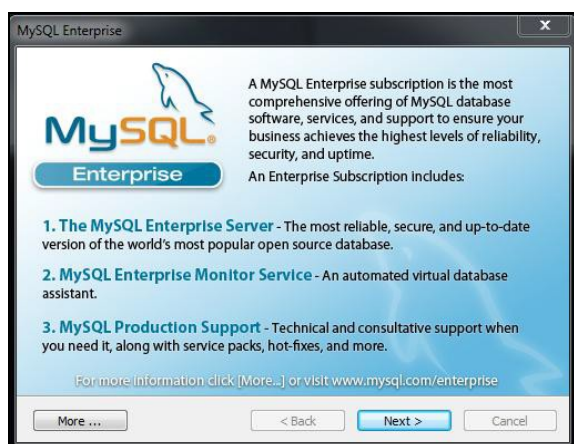 MySQL Enterprise
x
MySQL®
Enterprise
A MySQL Enterprise subscription is the most
comprehensive offering of MySQL database
software, services, and support to ensure your
business achieves the highest levels of reliability,
security, and uptime.
An Enterprise Subscription includes:
1. The MySQL Enterprise Server - The most reliable, secure, and up-to-date
version of the world's most popular open source database.
2. MySQL Enterprise Monitor Service - An automated virtual database
assistant.
3. MySQL Production Support - Technical and consultative support when
you need it, along with service packs, hot-fixes, and more.
For more information click [More...] or visit www.mysql.com/enterprise
More ...
< Back
Next >
Cancel